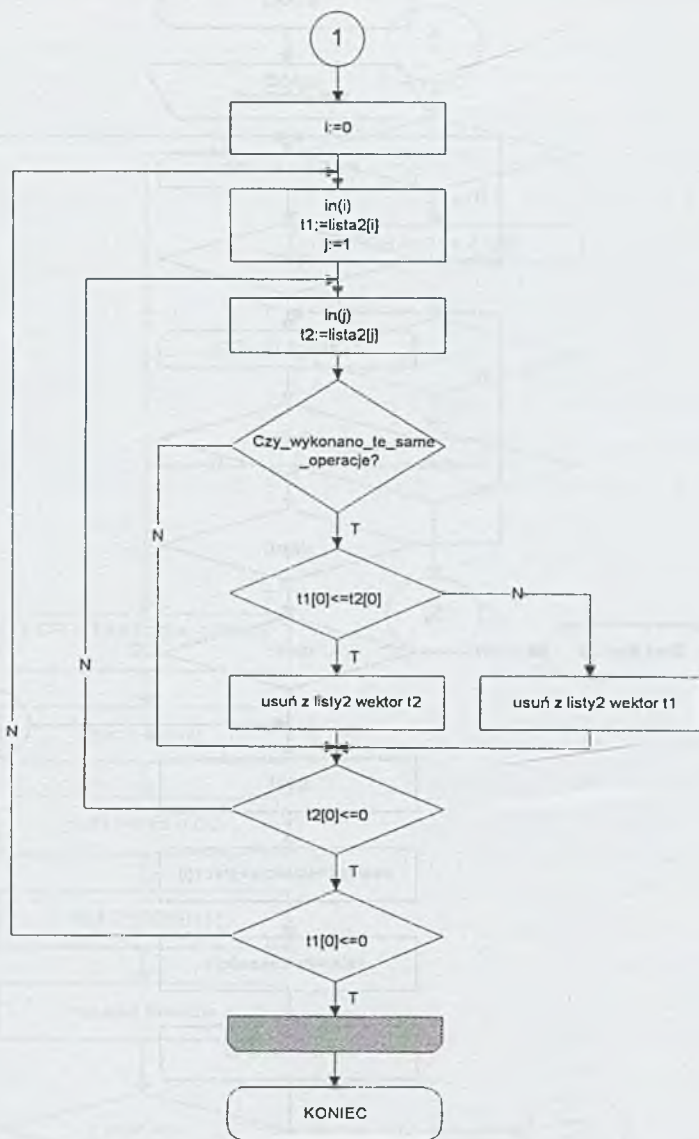 1
i:=0
in(i)
t1:=lista2[i]
j:=1
in(j)
t2:=lista2[j]
Czy_wykonano_te_same
_operacje?
N
T
t1[0]<=t2[0]
N
T
N
usuń z listy2 wektor t2
usuń z listy2 wektor t1
N
t2[0]<=0
T
t1[0]<=0
T
KONIEC